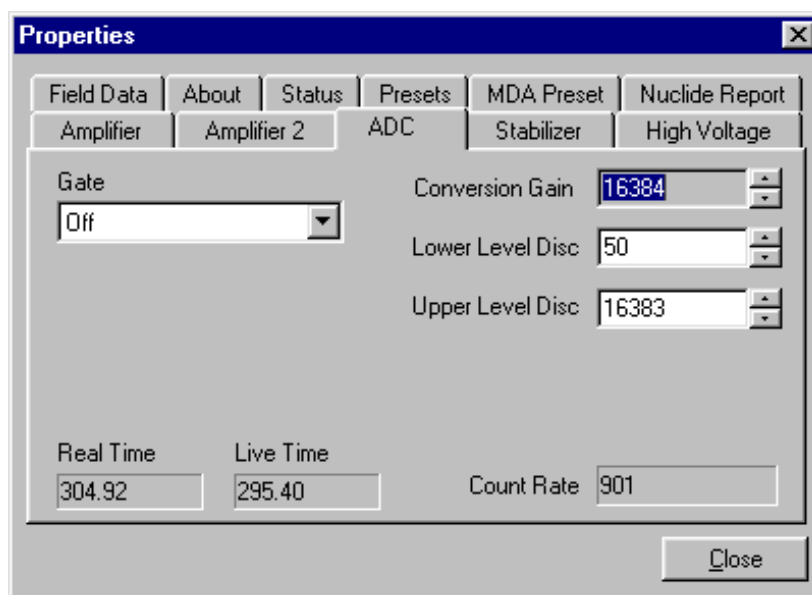 Properties
Field Data About Status Presets MDA Preset Nuclide Report
Amplifier Amplifier 2 ADC Stabilizer High Voltage
Gate
Off
Conversion Gain 16384
Lower Level Disc 50
Upper Level Disc 16383
Real Time Live Time
304.92 295.40
Count Rate 901
Close